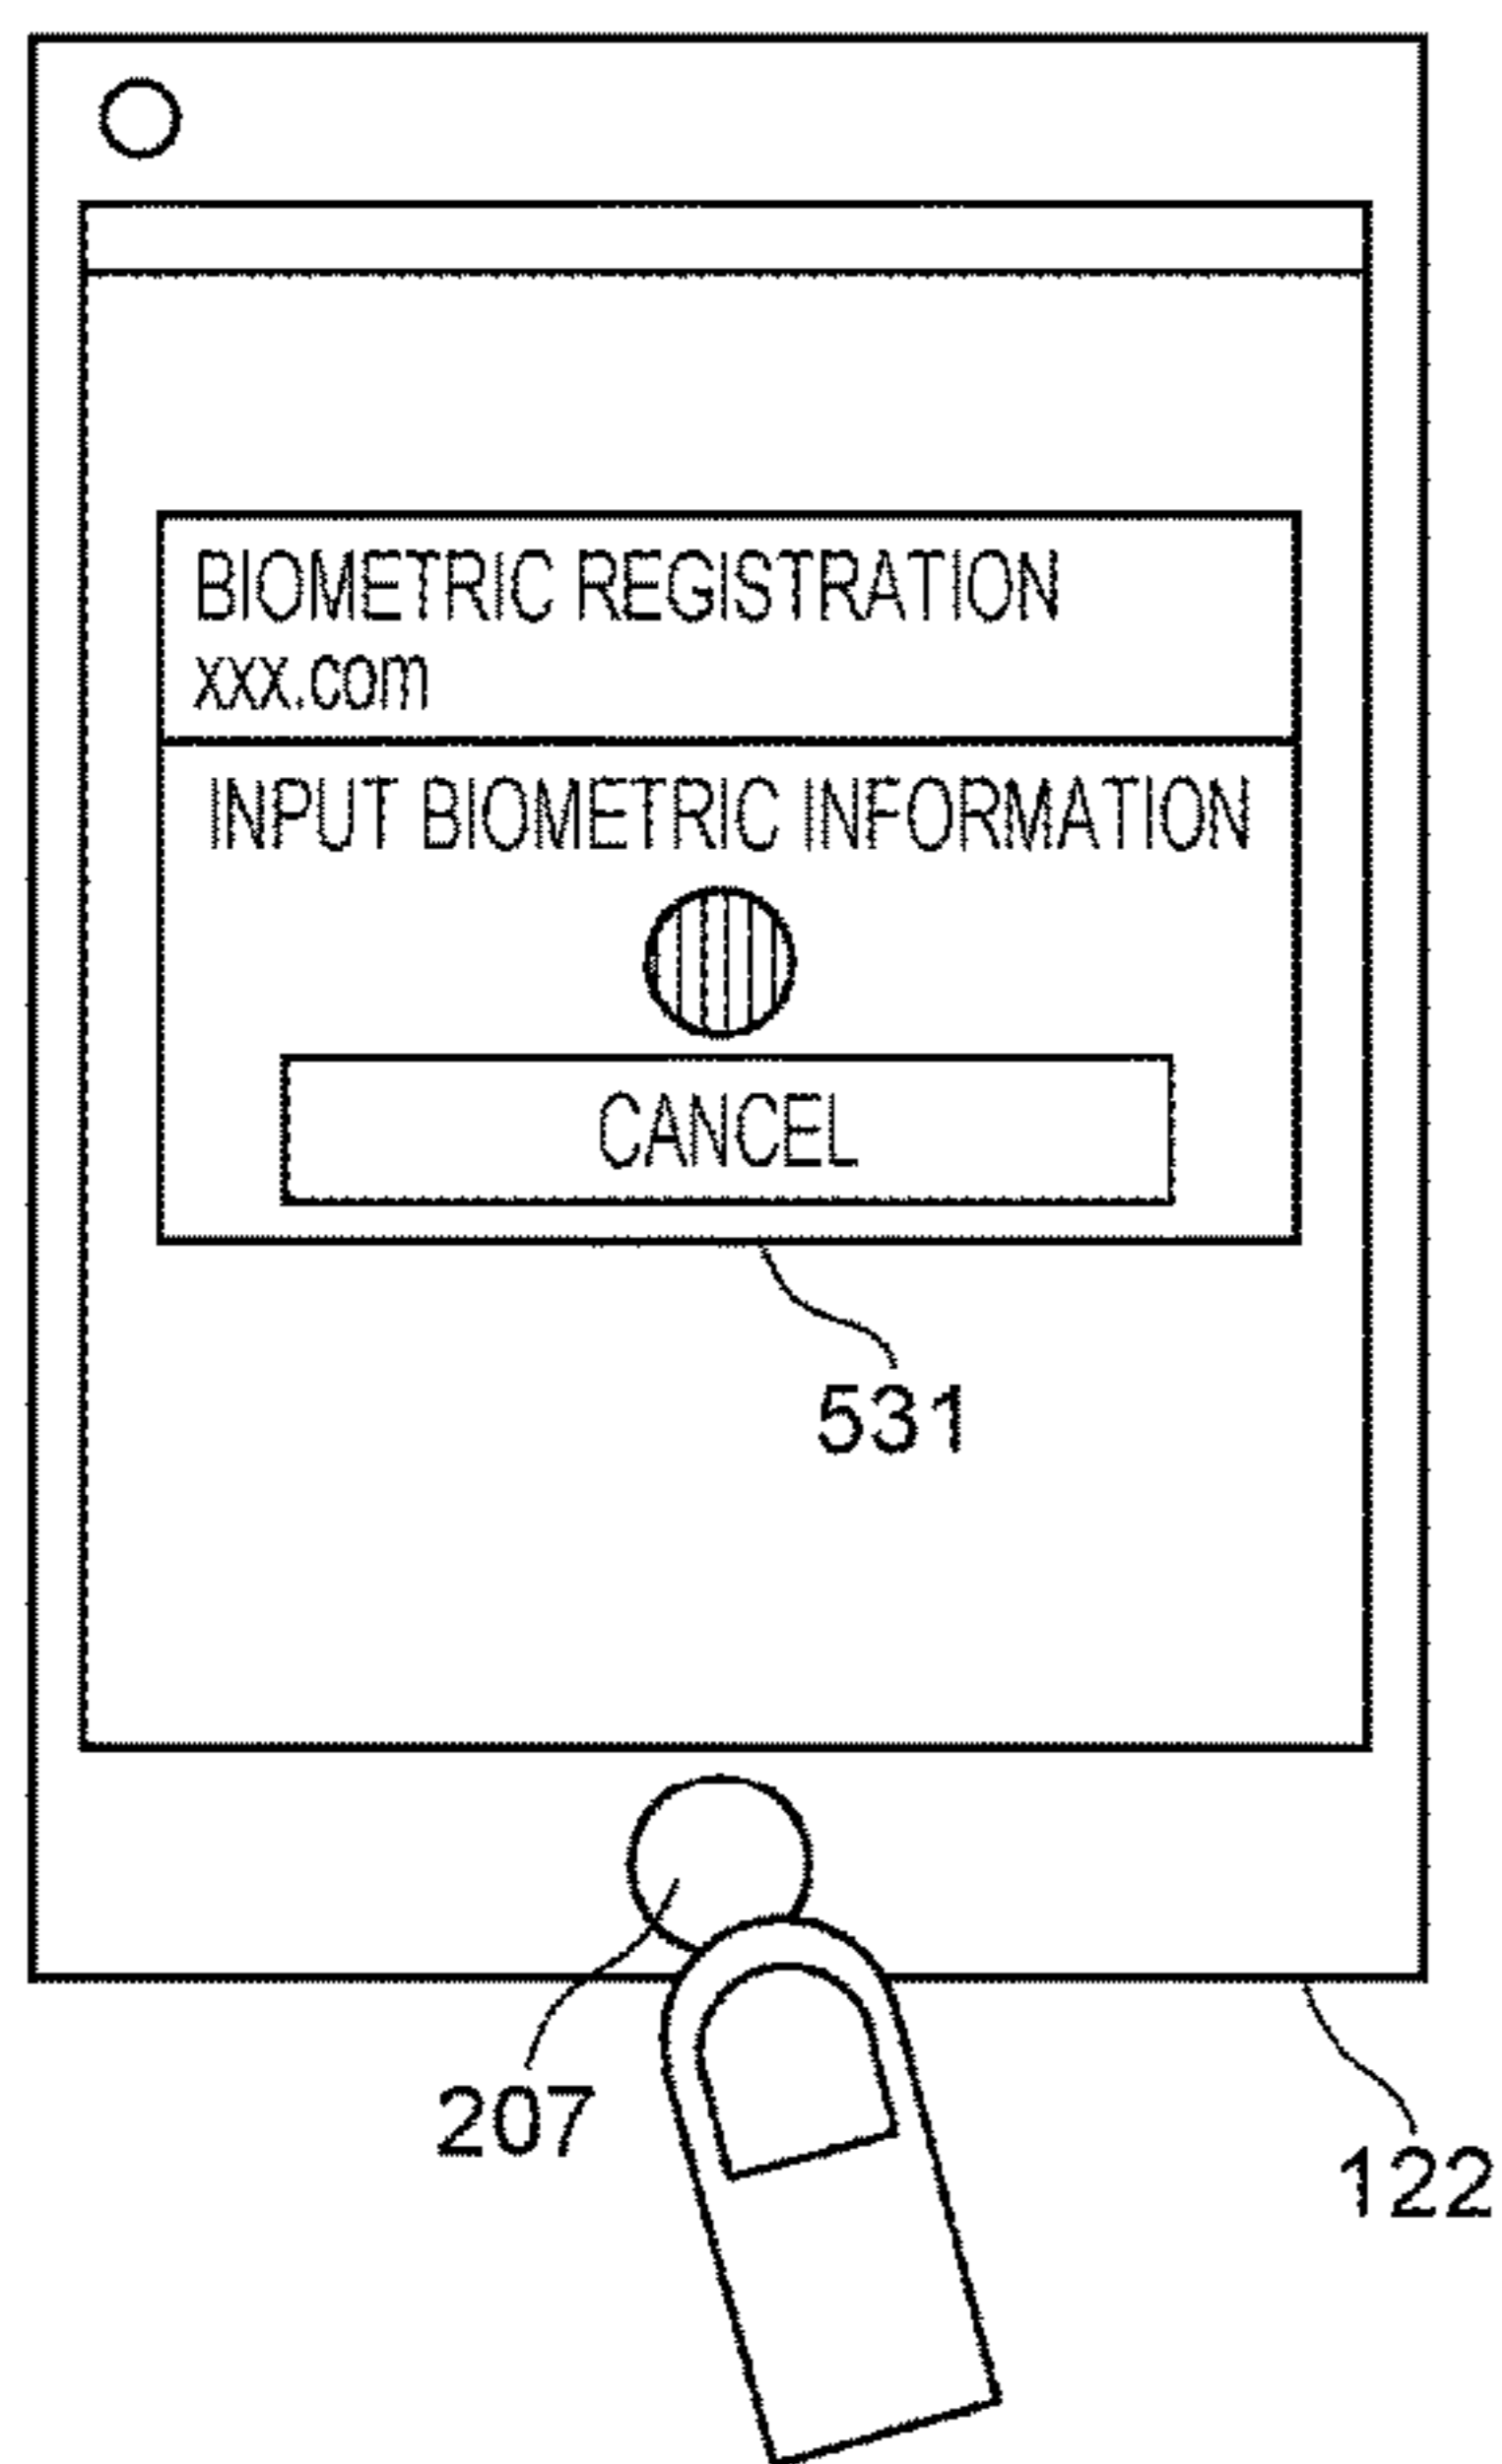 BIOMETRIC REGISTRATION
xxx.com
INPUT BIOMETRIC INFORMATION
CANCEL
531
207
122